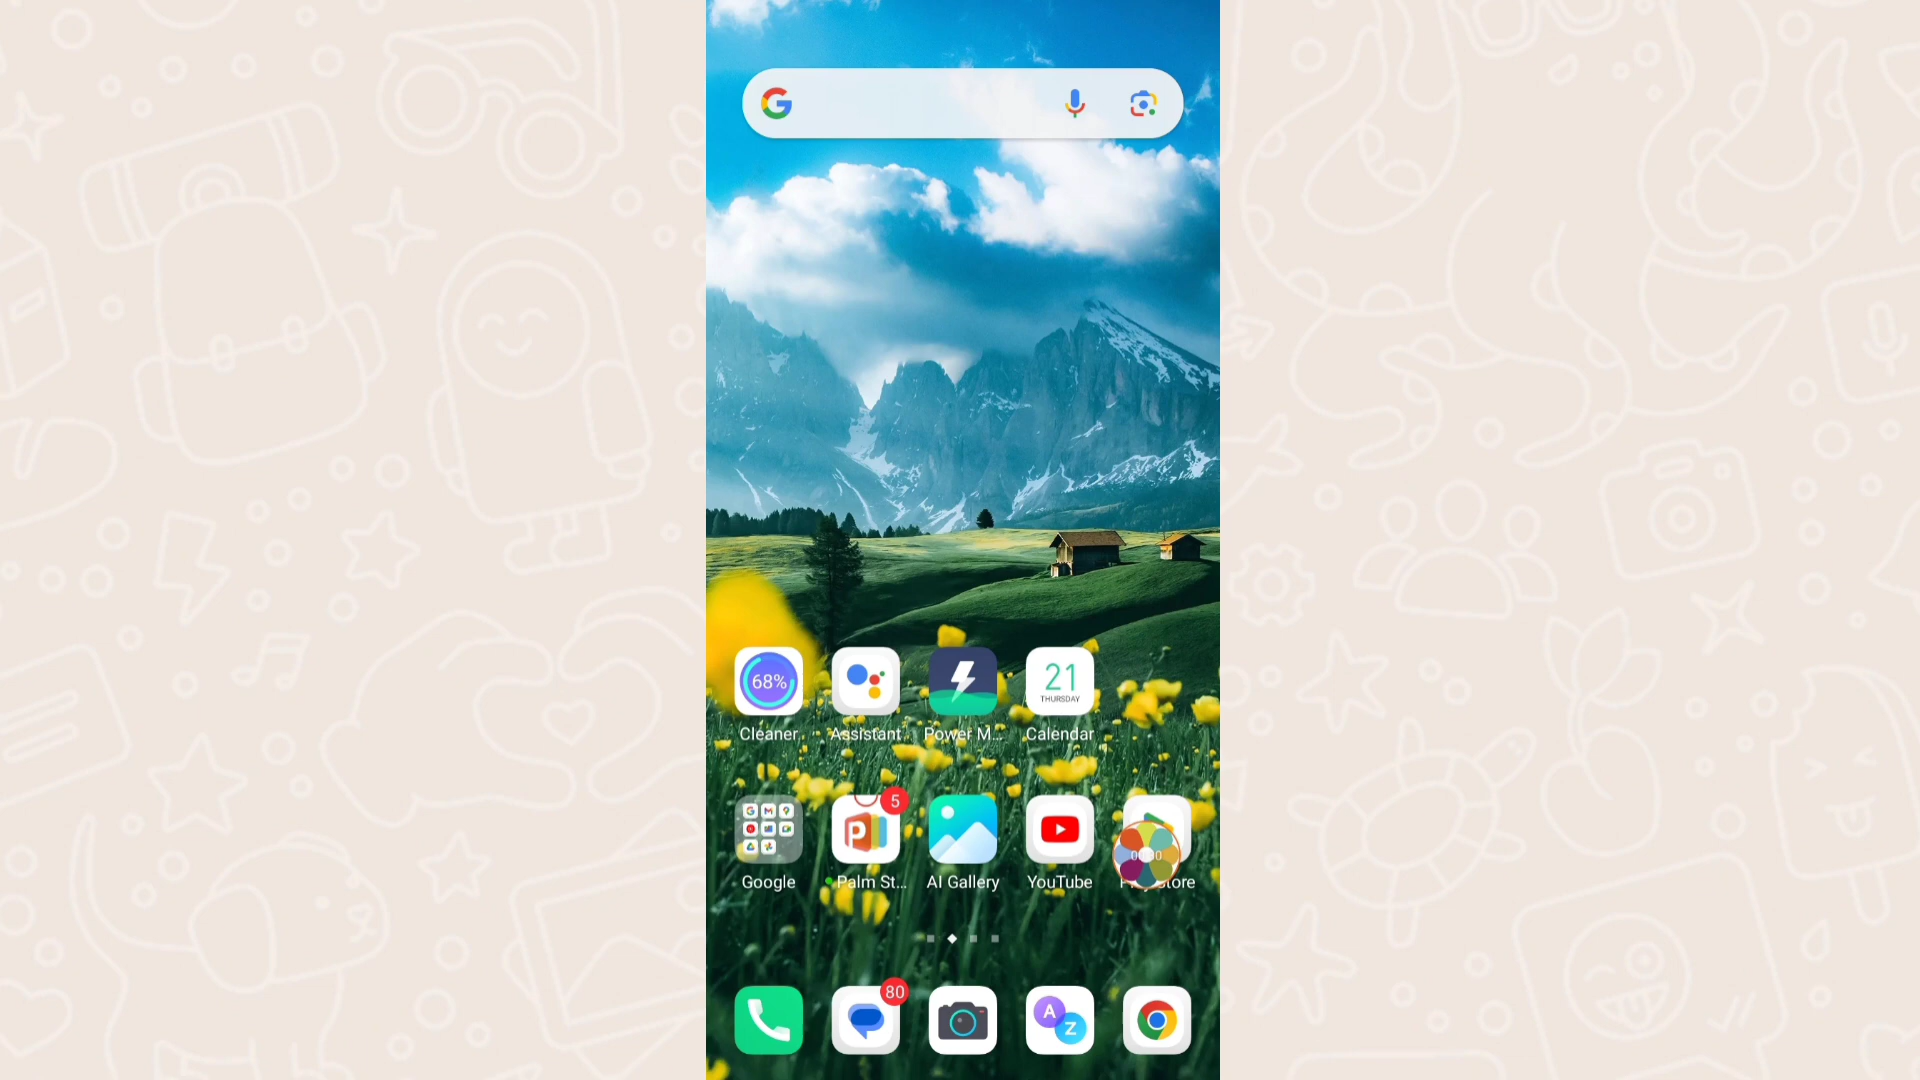 68%
21
THURSDAY
Cleaner
Assistant
Power M...
Calendar
5
P
Google
Palm St...
AI Gallery
YouTube
80
A
Z